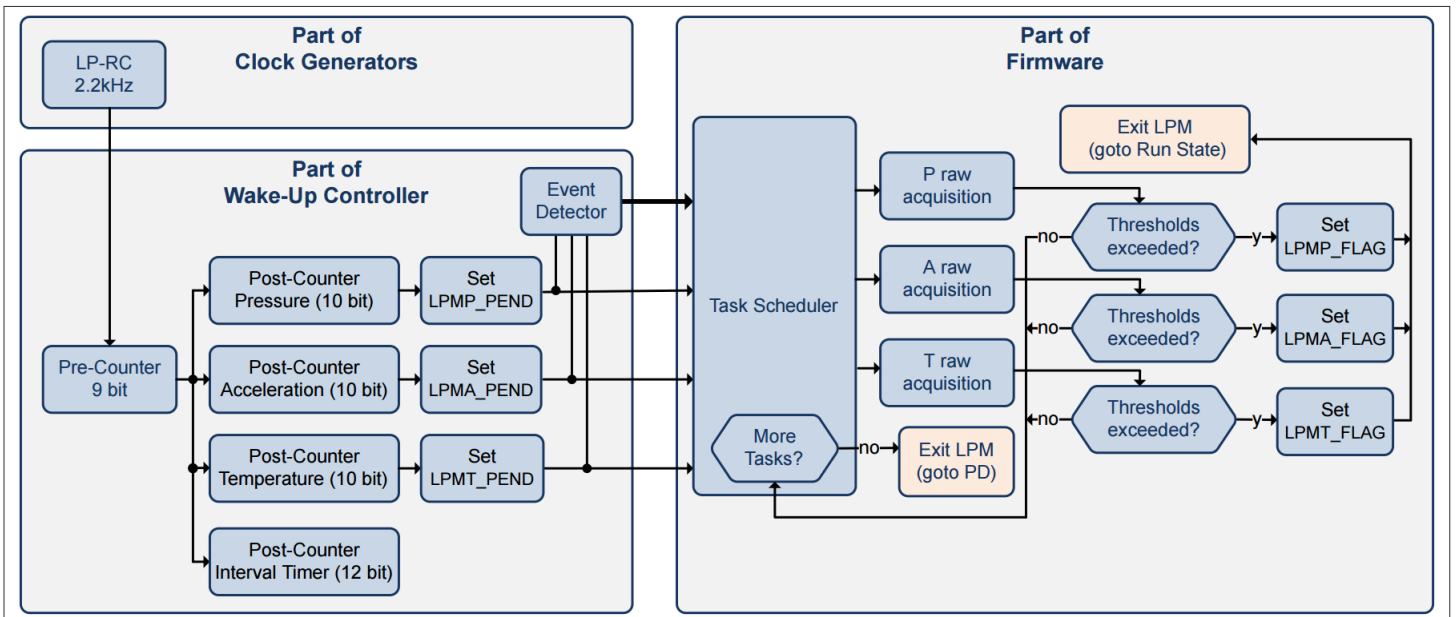 Part of
Clock Generators
LP-RC
2.2kHz
Part of
Wake-Up Controller
Event
Detector
Post-Counter
Pressure (10 bit)
Set
LPMP_PEND
Pre-Counter
9 bit
Post-Counter
Acceleration (10 bit)
Set
LPMA_PEND
Post-Counter
Temperature (10 bit)
Set
LPMT_PEND
Post-Counter
Interval Timer (12 bit)
Part of
Firmware
Task Scheduler
More
Tasks?
no
Exit LPM
(goto PD)
P raw
acquisition
A raw
acquisition
T raw
acquisition
Exit LPM
(goto Run State)
no
Thresholds
exceeded?
y
Set
LPMP_FLAG
no
Thresholds
exceeded?
y
Set
LPMA_FLAG
no
Thresholds
exceeded?
y
Set
LPMT_FLAG